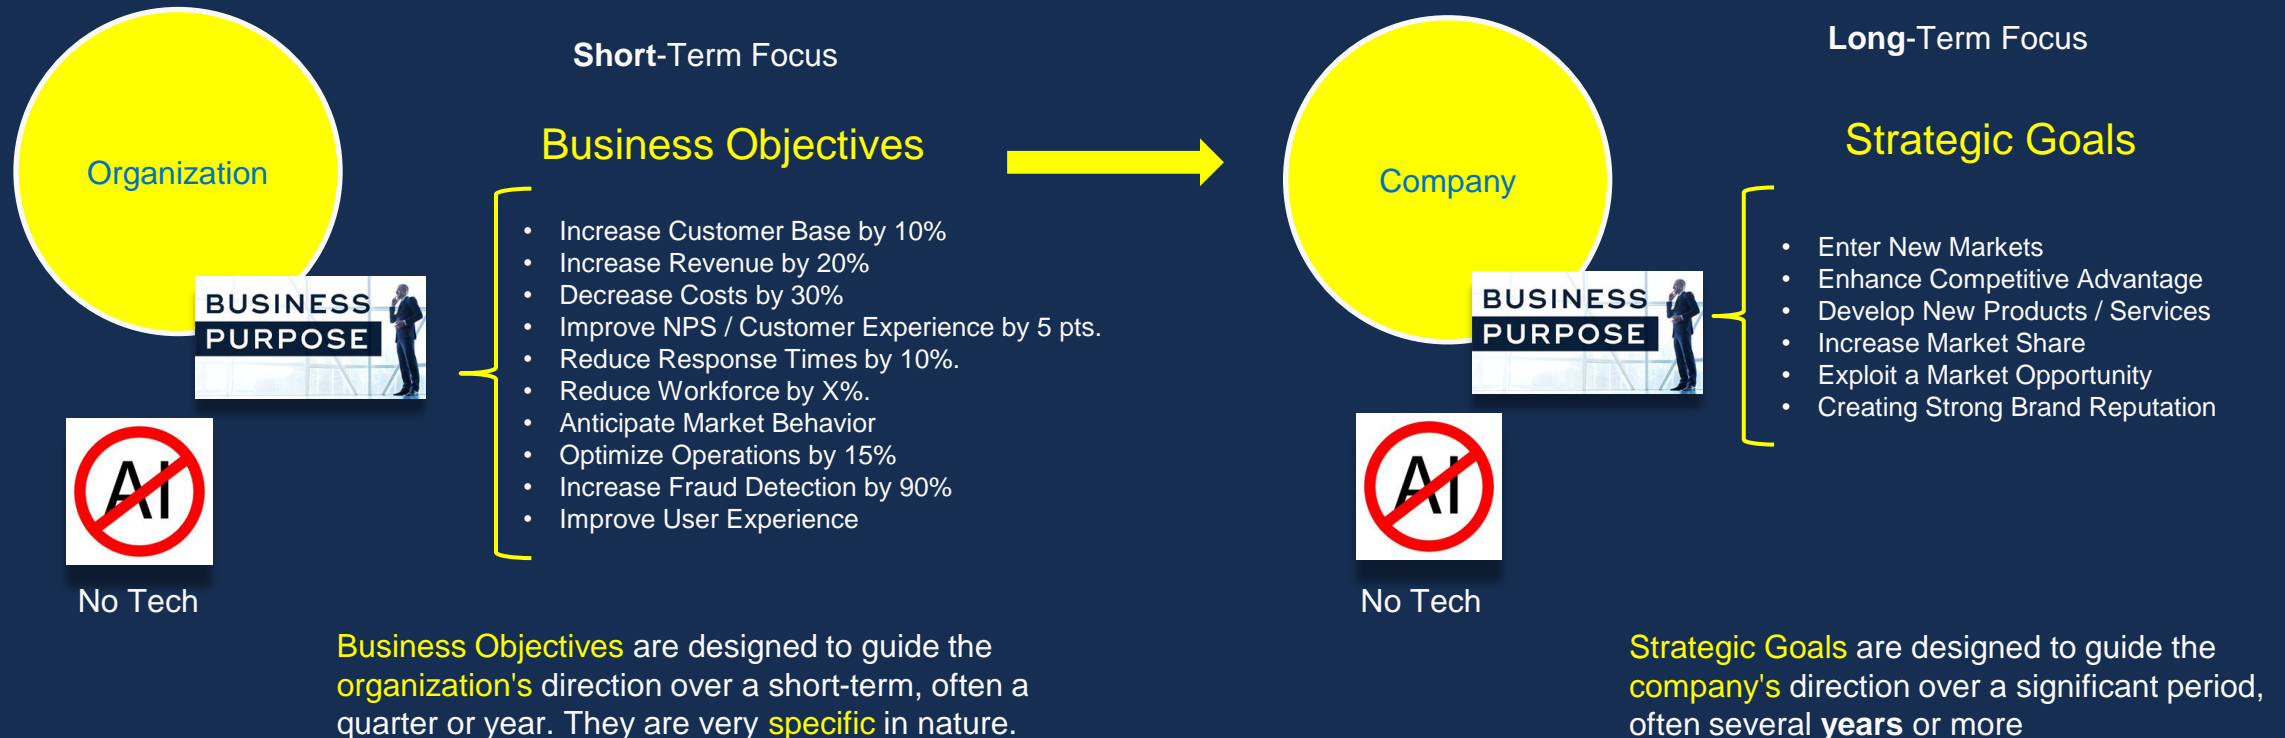 Organization
BUSINESS
PURPOSE
AI
No Tech
Short-Term Focus
Business Objectives
• Increase Customer Base by 10%
• Increase Revenue by 20%
• Decrease Costs by 30%
• Improve NPS / Customer Experience by 5 pts.
• Reduce Response Times by 10%.
• Reduce Workforce by X%.
• Anticipate Market Behavior
• Optimize Operations by 15%
• Increase Fraud Detection by 90%
• Improve User Experience
Business Objectives are designed to guide the
organization's direction over a short-term, often a
quarter or year. They are very specific in nature.
Company
BUSINESS
PURPOSE
AI
No Tech
Long-Term Focus
Strategic Goals
• Enter New Markets
• Enhance Competitive Advantage
• Develop New Products / Services
• Increase Market Share
• Exploit a Market Opportunity
• Creating Strong Brand Reputation
Strategic Goals are designed to guide the
company's direction over a significant period,
often several years or more